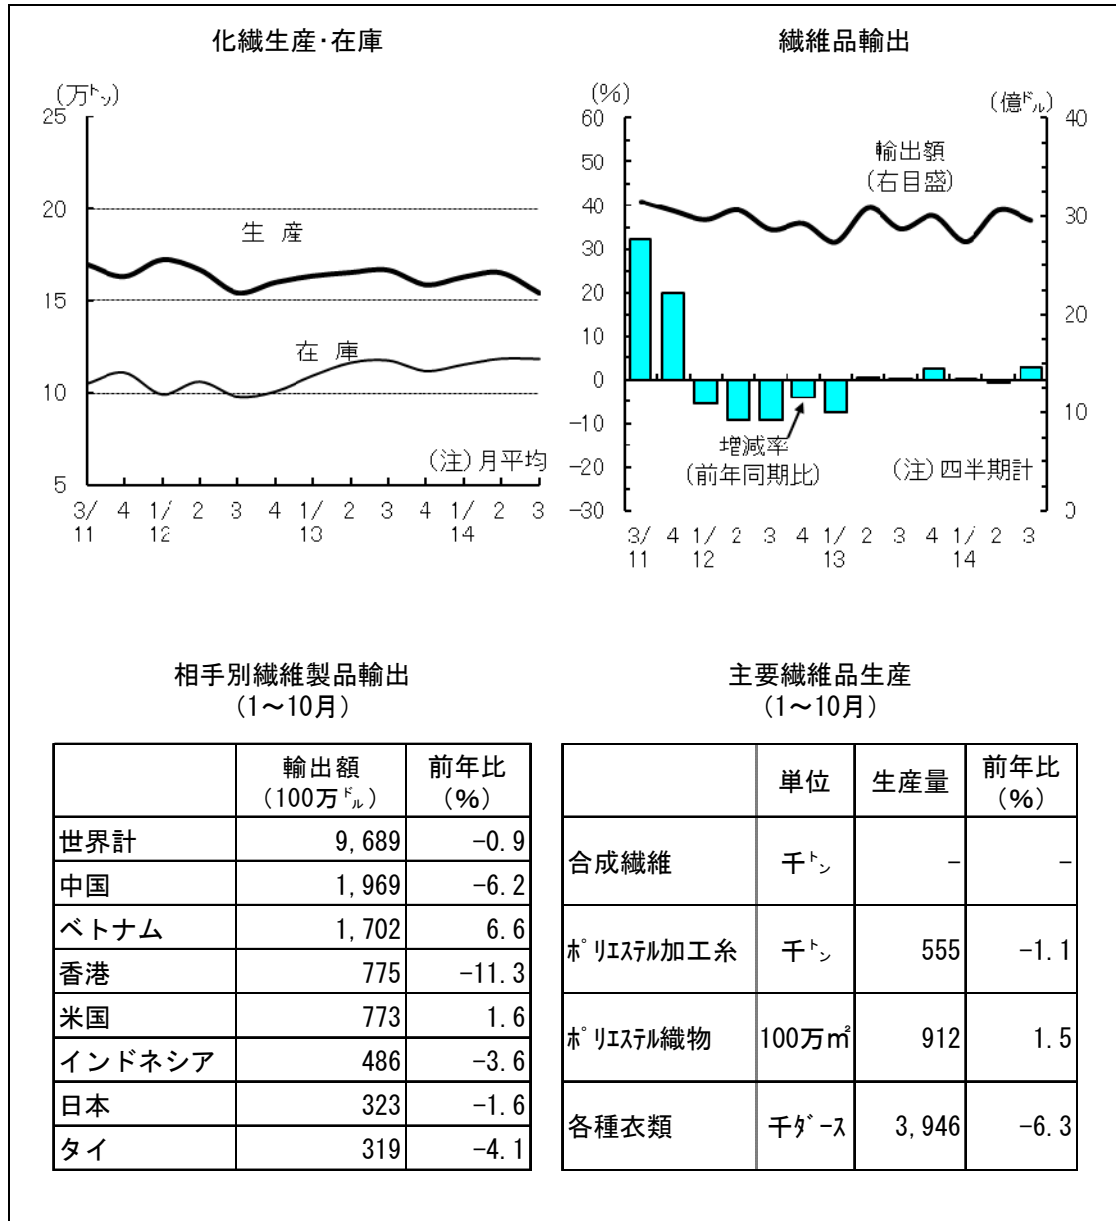 化繊生産・在庫
(万㌧)
25
20
15
10
5
生 産
在 庫
(注)月平均
3/ 4 1/ 2 3 4 1/ 2 3 4 1/ 2 3
11 12 13 14
繊維品輸出
(%)
(億㌦)
60
50
40
30
20
10
0
-10
-20
-30
40
30
20
10
0
輸出額
(右目盛)
増減率
(前年同期比)
(注)四半期計
3/ 4 1/ 2 3 4 1/ 2 3 4 1/ 2 3
11 12 13 14
相手別繊維製品輸出
(1～10月)
輸出額 前年比
(100万㌦) (%)
世界計 9,689 -0.9
中国 1,969 -6.2
ベトナム 1,702 6.6
香港 775 -11.3
米国 773 1.6
インドネシア 486 -3.6
日本 323 -1.6
タイ 319 -4.1
主要繊維品生産
(1～10月)
単位 生産量 前年比
(%)
合成繊維 千㌧ - -
ﾎﾟﾘｴｽﾃﾙ加工糸 千㌧ 555 -1.1
ﾎﾟﾘｴｽﾃﾙ織物 100万㎡ 912 1.5
各種衣類 千ﾀﾞｰｽ 3,946 -6.3